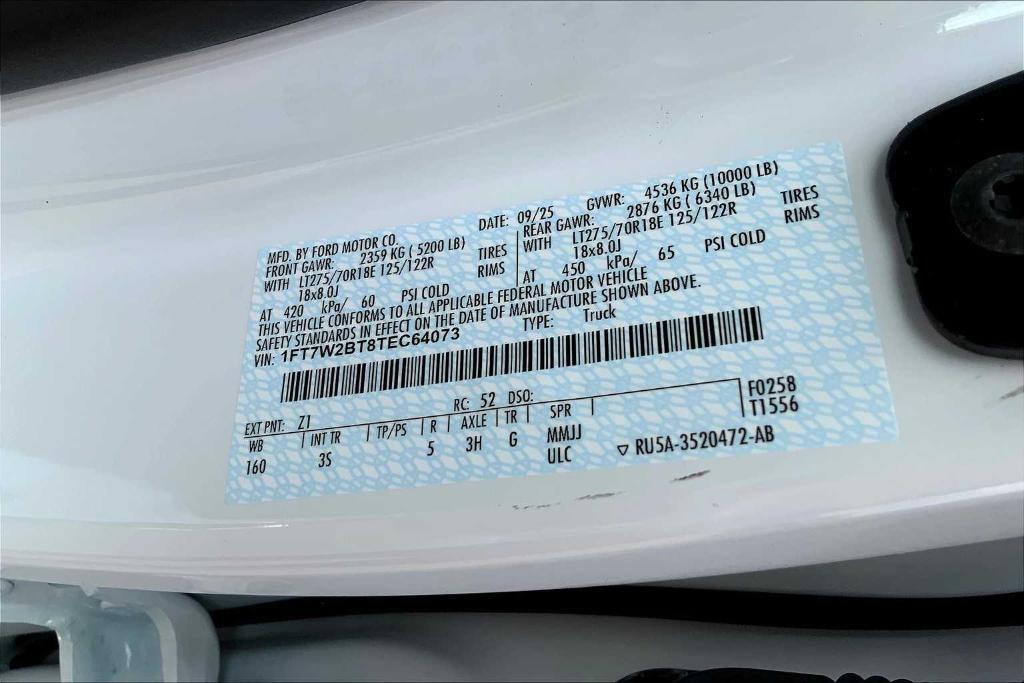 MFD. BY FORD MOTOR CO. DATE: 09/25 GVWR: 4536 KG (10000 LB)
FRONT GAWR: 2359 KG ( 5200 LB) REAR GAWR: 2876 KG ( 6340 LB)
WITH LT275/70R18E 125/122R TIRES WITH LT275/70R18E 125/122R TIRES
18x8.0J RIMS 18x8.0J RIMS
AT 420 kPa/ 60 PSI COLD AT 450 kPa/ 65 PSI COLD
THIS VEHICLE CONFORMS TO ALL APPLICABLE FEDERAL MOTOR VEHICLE
SAFETY STANDARDS IN EFFECT ON THE DATE OF MANUFACTURE SHOWN ABOVE.
VIN: 1FT7W2BT8TEC64073 TYPE: Truck
EXT PNT: Z1 RC: 52 DSO: F0258
WB INT TR TP/PS R AXLE TR SPR T1556
160 3S 5 3H G MMJJ
ULC ▽ RU5A-3520472-AB